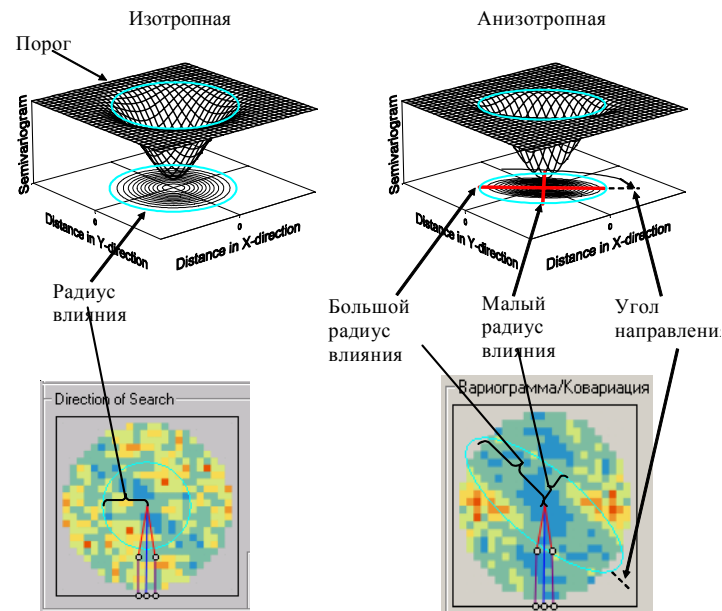 Изотропная
Анизотропная
Порог
Semivariogram
Distance in Y-direction
0
Distance in X-direction
0
Semivariogram
Distance in Y-direction
0
Distance in X-direction
0
Радиус
влияния
Большой
радиус
влияния
Малый
радиус
влияния
Угол
направления
Direction of Search
Вариограмма/Ковариация